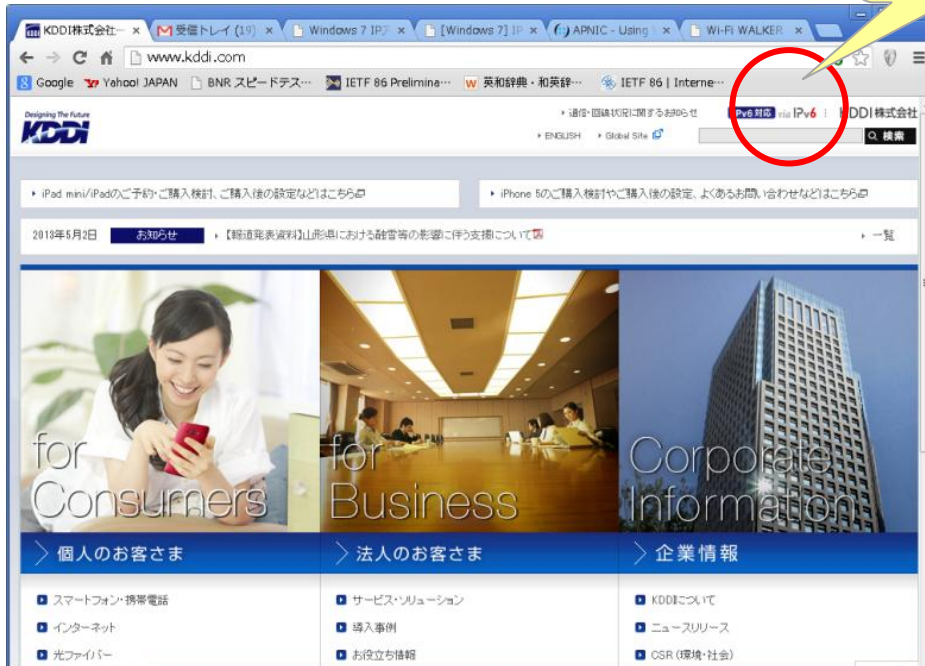 KDDI株式会社－
受信トレイ (19)
Windows 7 IP
[Windows 7] IP
APNIC - Using
Wi-Fi WALKER
www.kddi.com
Google
Yahoo! JAPAN
BNR スピードテス…
IETF 86 Prelimina…
英和辞典・和英辞…
IETF 86 | Interne…
Designing The Future
KDDI
通信・回線状況に関するお知らせ
IPv6対応 via IPv6
KDDI株式会社
ENGLISH
Global Site
検索
iPad mini/iPadのご予約・ご購入検討、ご購入後の設定などはこちら
iPhone 5のご購入検討やご購入後の設定、よくあるお問い合わせなどはこちら
2013年5月2日
お知らせ
【報道発表資料】山形県における融雪等の影響に伴う支援について
一覧
for
Consumers
for
Business
Corporate
Information
個人のお客さま
法人のお客さま
企業情報
スマートフォン・携帯電話
サービス・ソリューション
KDDIについて
インターネット
導入事例
ニュースリリース
光ファイバー
お役立ち情報
CSR (環境・社会)